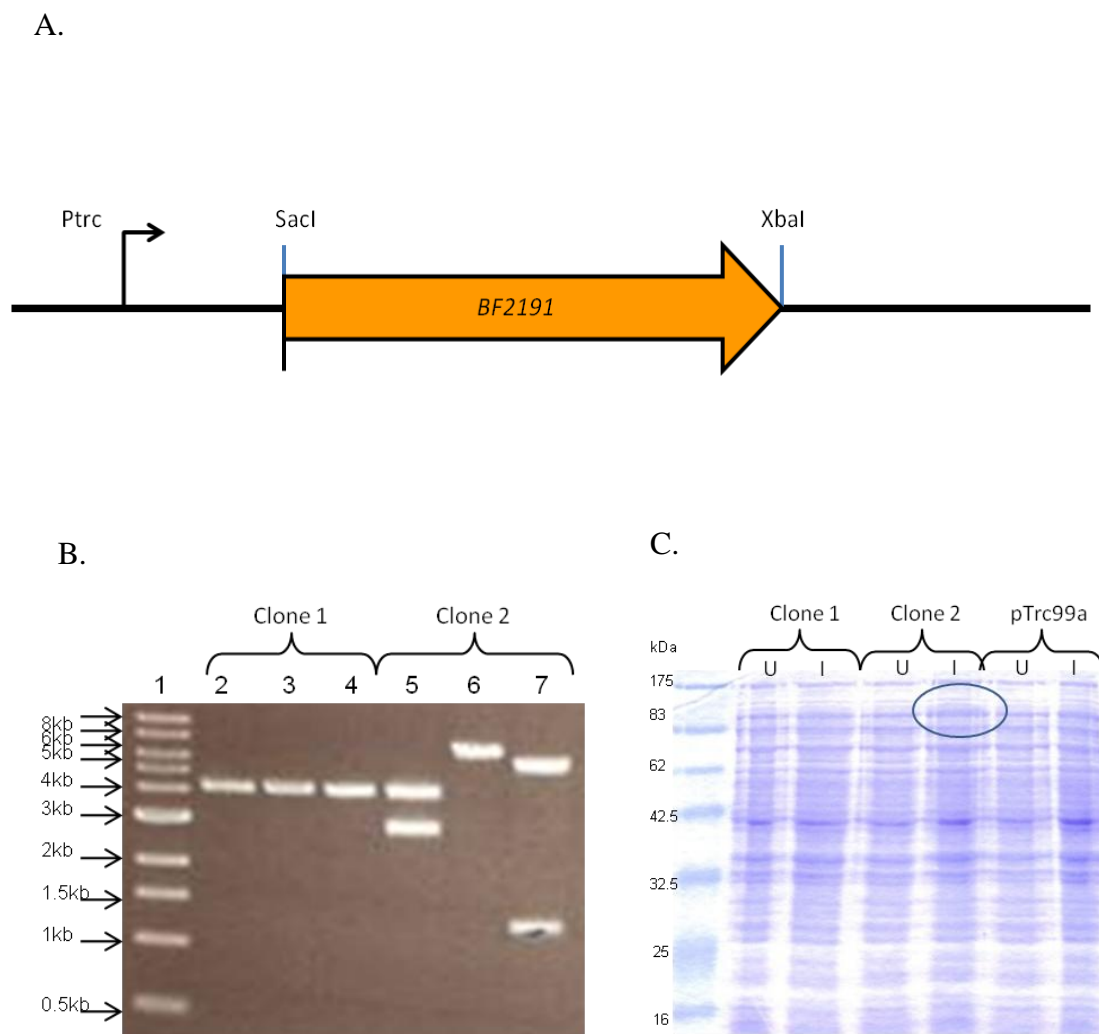 A.
Ptrc
SacI
XbaI
BF2191
B.
Clone 1
Clone 2
1 2 3 4 5 6 7
8kb
6kb
5kb
4kb
3kb
2kb
1.5kb
1kb
0.5kb
C.
Clone 1
Clone 2
pTrc99a
kDa
U I U I U I
175
83
62
42.5
32.5
25
16